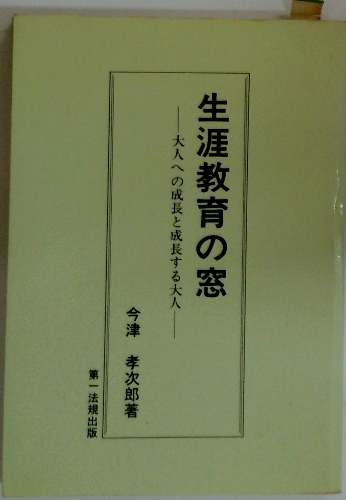 生涯教育の窓
――大人への成長と成長する大人――
今津 孝次郎著
第一法規出版